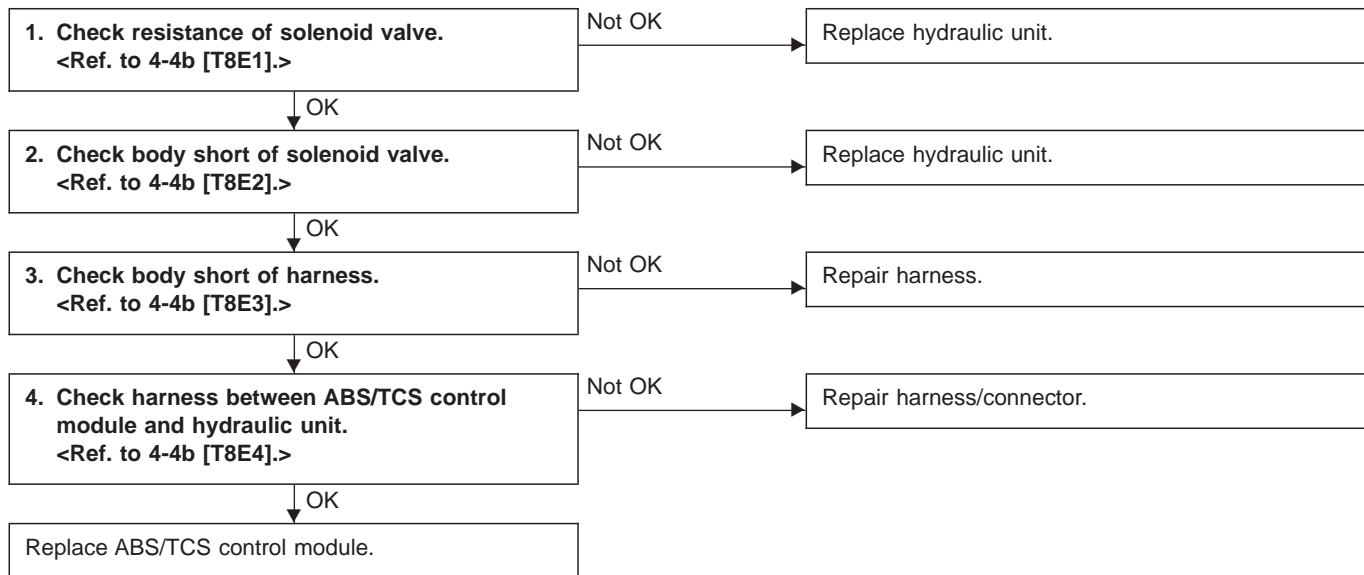 1. Check resistance of solenoid valve.
<Ref. to 4-4b [T8E1].>
Not OK
Replace hydraulic unit.
OK
2. Check body short of solenoid valve.
<Ref. to 4-4b [T8E2].>
Not OK
Replace hydraulic unit.
OK
3. Check body short of harness.
<Ref. to 4-4b [T8E3].>
Not OK
Repair harness.
OK
4. Check harness between ABS/TCS control
module and hydraulic unit.
<Ref. to 4-4b [T8E4].>
Not OK
Repair harness/connector.
OK
Replace ABS/TCS control module.